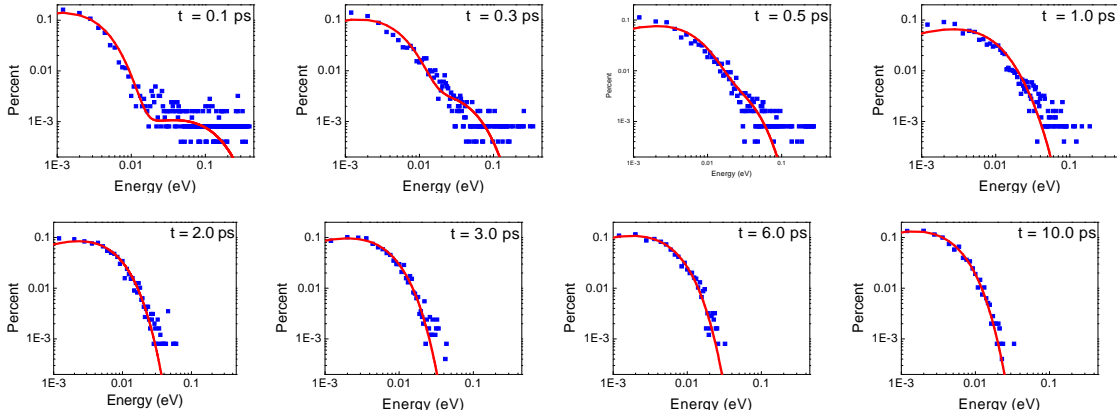 t = 0.1 ps
0.1
0.01
1E-3
Percent
1E-3 0.01 0.1
Energy (eV)
t = 0.3 ps
0.1
0.01
1E-3
Percent
1E-3 0.01 0.1
Energy (eV)
t = 0.5 ps
0.1
0.01
1E-3
Percent
1E-3 0.01 0.1
Energy (eV)
t = 1.0 ps
0.1
0.01
1E-3
Percent
1E-3 0.01 0.1
Energy (eV)
t = 2.0 ps
0.1
0.01
1E-3
Percent
1E-3 0.01 0.1
Energy (eV)
t = 3.0 ps
0.1
0.01
1E-3
Percent
1E-3 0.01 0.1
Energy (eV)
t = 6.0 ps
0.1
0.01
1E-3
Percent
1E-3 0.01 0.1
Energy (eV)
t = 10.0 ps
0.1
0.01
1E-3
Percent
1E-3 0.01 0.1
Energy (eV)